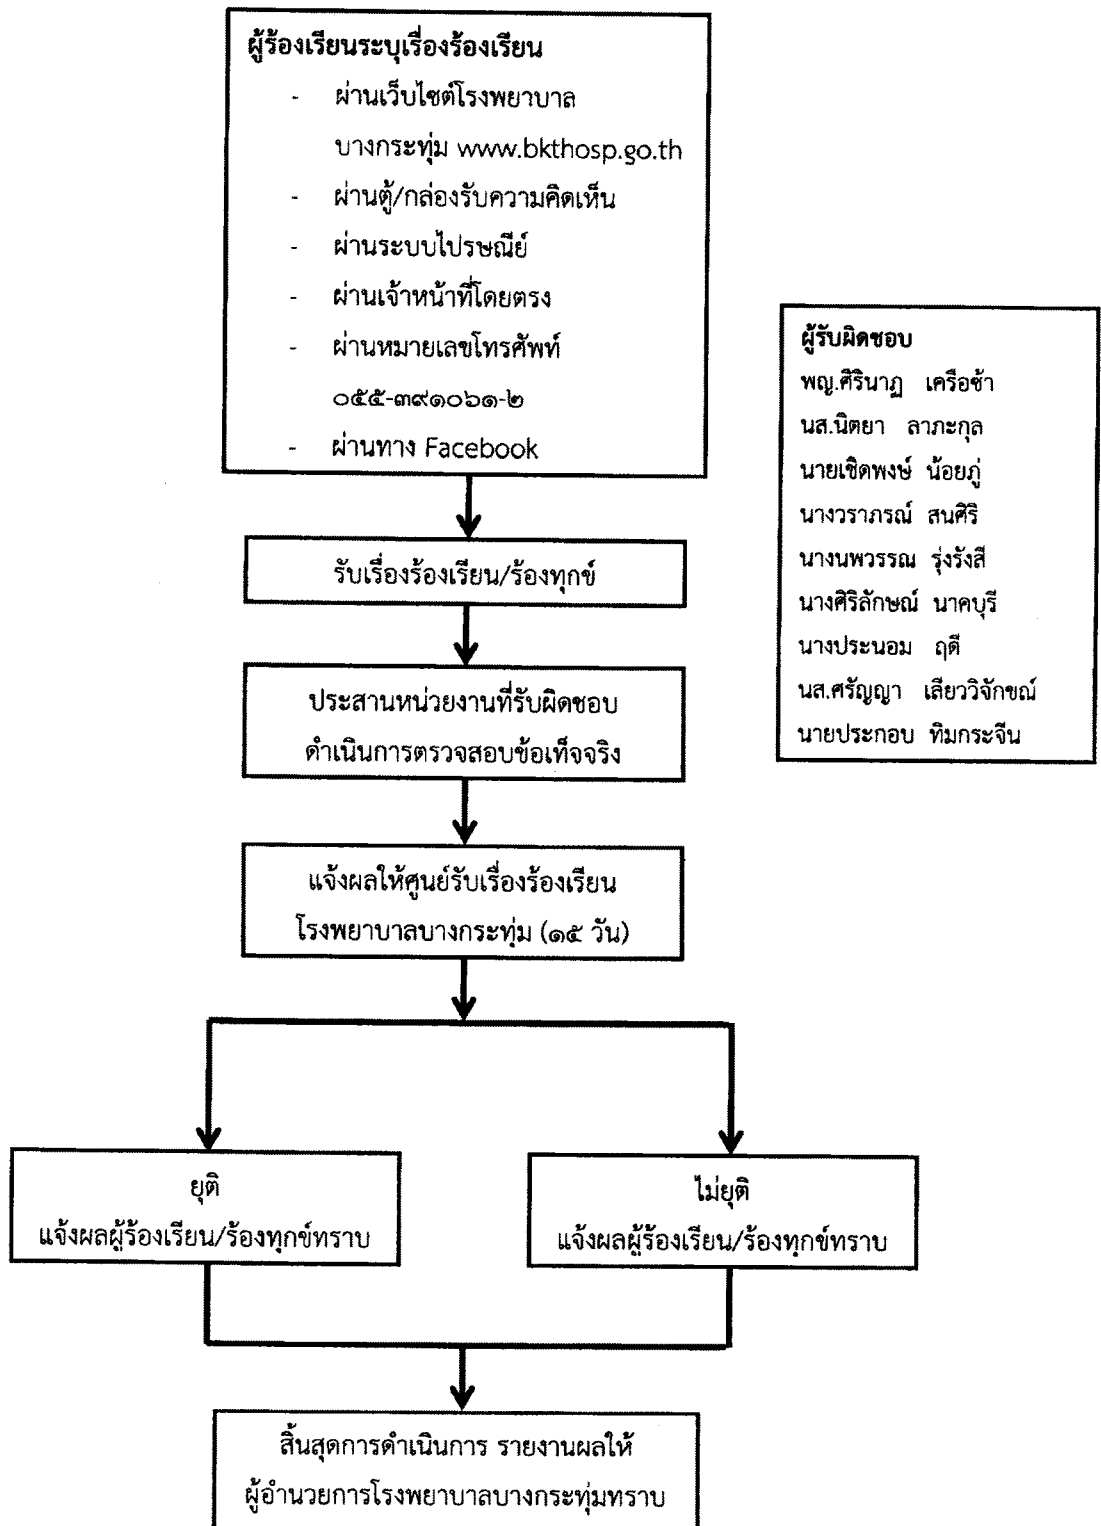 ผู้ร้องเรียนระบุเรื่องร้องเรียน
- ผ่านเว็บไซต์โรงพยาบาล
บางกระทุ่ม www.bkthosp.go.th
- ผ่านตู้/กล่องรับความคิดเห็น
- ผ่านระบบไปรษณีย์
- ผ่านเจ้าหน้าที่โดยตรง
- ผ่านหมายเลขโทรศัพท์
๐๕๕-๓๙๑๐๖๑-๒
- ผ่านทาง Facebook
ผู้รับผิดชอบ
พญ.ศิรินาฏ เครือซ้า
นส.นิตยา ลาภะกุล
นายเชิดพงษ์ น้อยภู่
นางวราภรณ์ สนศิริ
นางนพวรรณ รุ่งรังสี
นางศิริลักษณ์ นาคบุรี
นางประนอม ฤดี
นส.ศรัญญา เลียววิจักขณ์
นายประกอบ ทิมกระจีน
รับเรื่องร้องเรียน/ร้องทุกข์
ประสานหน่วยงานที่รับผิดชอบ
ดำเนินการตรวจสอบข้อเท็จจริง
แจ้งผลให้ศูนย์รับเรื่องร้องเรียน
โรงพยาบาลบางกระทุ่ม (๑๕ วัน)
ยุติ
แจ้งผลผู้ร้องเรียน/ร้องทุกข์ทราบ
ไม่ยุติ
แจ้งผลผู้ร้องเรียน/ร้องทุกข์ทราบ
สิ้นสุดการดำเนินการ รายงานผลให้
ผู้อำนวยการโรงพยาบาลบางกระทุ่มทราบ